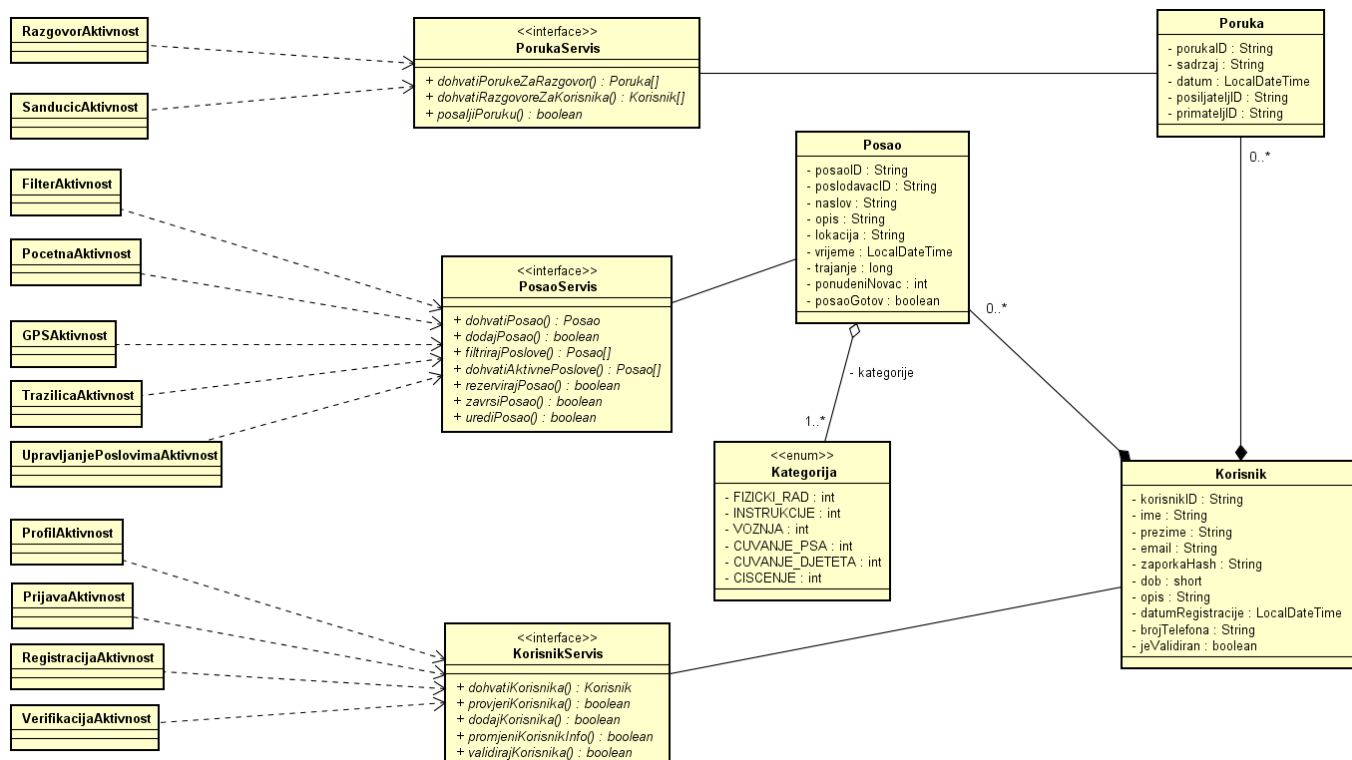 RazgovorAktivnost
SanducicAktivnost
FilterAktivnost
PocetnaAktivnost
GPSAktivnost
TrazilicaAktivnost
UpravljanjePoslovimaAktivnost
ProfilAktivnost
PrijavaAktivnost
RegistracijaAktivnost
VerifikacijaAktivnost
<<interface>>
PorukaServis
+ dohvatiPorukeZaRazgovor() : Poruka[]
+ dohvatiRazgovoreZaKorisnika() : Korisnik[]
+ posaljiPoruku() : boolean
<<interface>>
PosaoServis
+ dohvatiPosao() : Posao
+ dodajPosao() : boolean
+ filtrirajPoslove() : Posao[]
+ dohvatiAktivnePoslove() : Posao[]
+ rezervirajPosao() : boolean
+ zavrsiPosao() : boolean
+ urediPosao() : boolean
<<interface>>
KorisnikServis
+ dohvatiKorisnika() : Korisnik
+ provjeriKorisnika() : boolean
+ dodajKorisnika() : boolean
+ promjeniKorisnikInfo() : boolean
+ validirajKorisnika() : boolean
Posao
- posaoID : String
- poslodavacID : String
- naslov : String
- opis : String
- lokacija : String
- vrijeme : LocalDateTime
- trajanje : long
- ponudeniNovac : int
- posaoGotov : boolean
- kategorije
1..*
<<enum>>
Kategorija
- FIZICKI_RAD : int
- INSTRUKCIJE : int
- VOZNJA : int
- CUVANJE_PSA : int
- CUVANJE_DJETETA : int
- CISCENJE : int
Poruka
- porukaID : String
- sadrzaj : String
- datum : LocalDateTime
- posiljateljID : String
- primateljID : String
0..*
0..*
Korisnik
- korisnikID : String
- ime : String
- prezime : String
- email : String
- zaporkaHash : String
- dob : short
- opis : String
- datumRegistracije : LocalDateTime
- brojTelefona : String
- jeValidiran : boolean